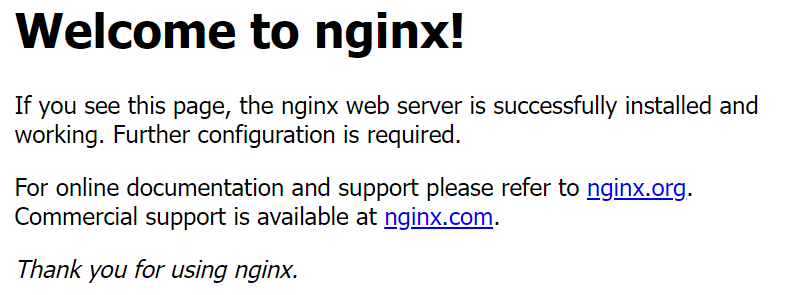 Welcome to nginx!
If you see this page, the nginx web server is successfully installed and
working. Further configuration is required.
For online documentation and support please refer to nginx.org.
Commercial support is available at nginx.com.
Thank you for using nginx.